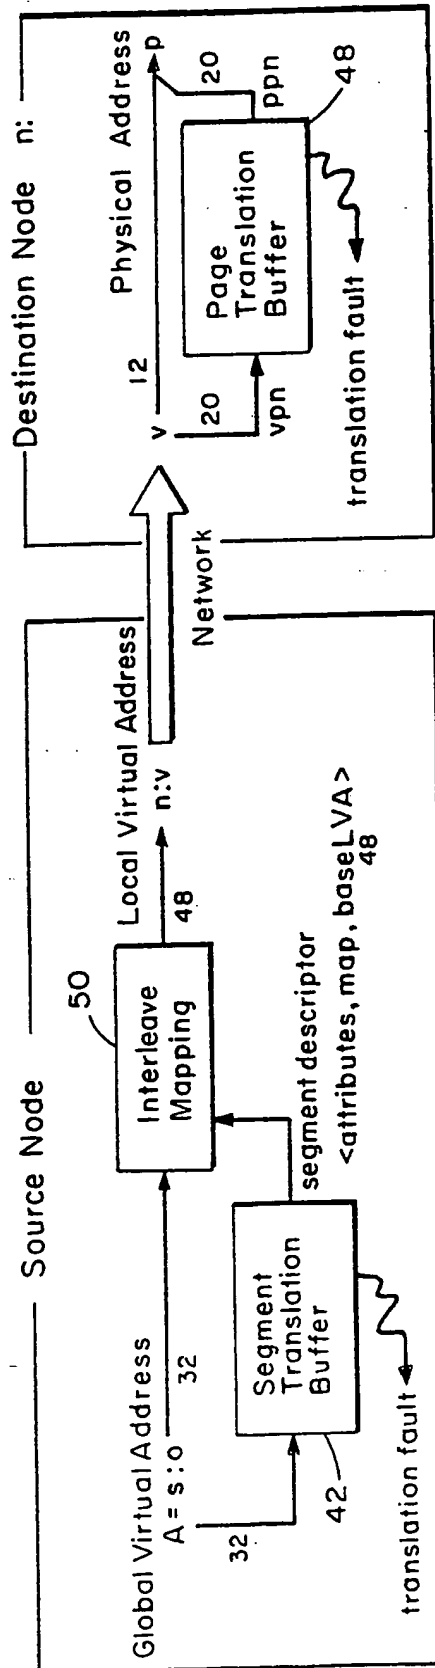 Source Node
Global Virtual Address
A = s : o
32
32
Segment
Translation
Buffer
42
translation fault
50
Interleave
Mapping
segment descriptor
<attributes, map, baseLVA>
48
Local Virtual Address
48
n:v
Network
Destination Node n:
Physical Address
v
12
p
20
vpn
Page
Translation
Buffer
20
ppn
48
translation fault